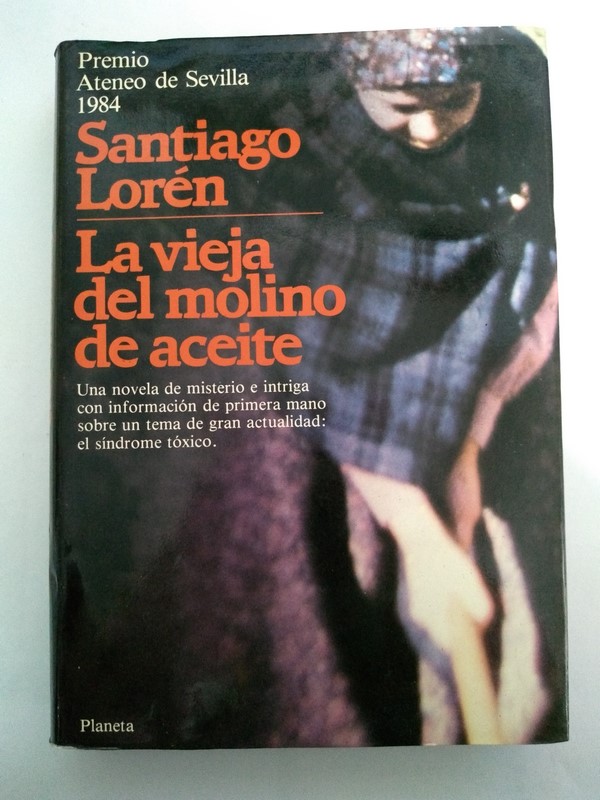 Premio
Ateneo de Sevilla
1984
Santiago
Lorén
La vieja
del molino
de aceite
Una novela de misterio e intriga
con información de primera mano
sobre un tema de gran actualidad:
el síndrome tóxico.
Planeta